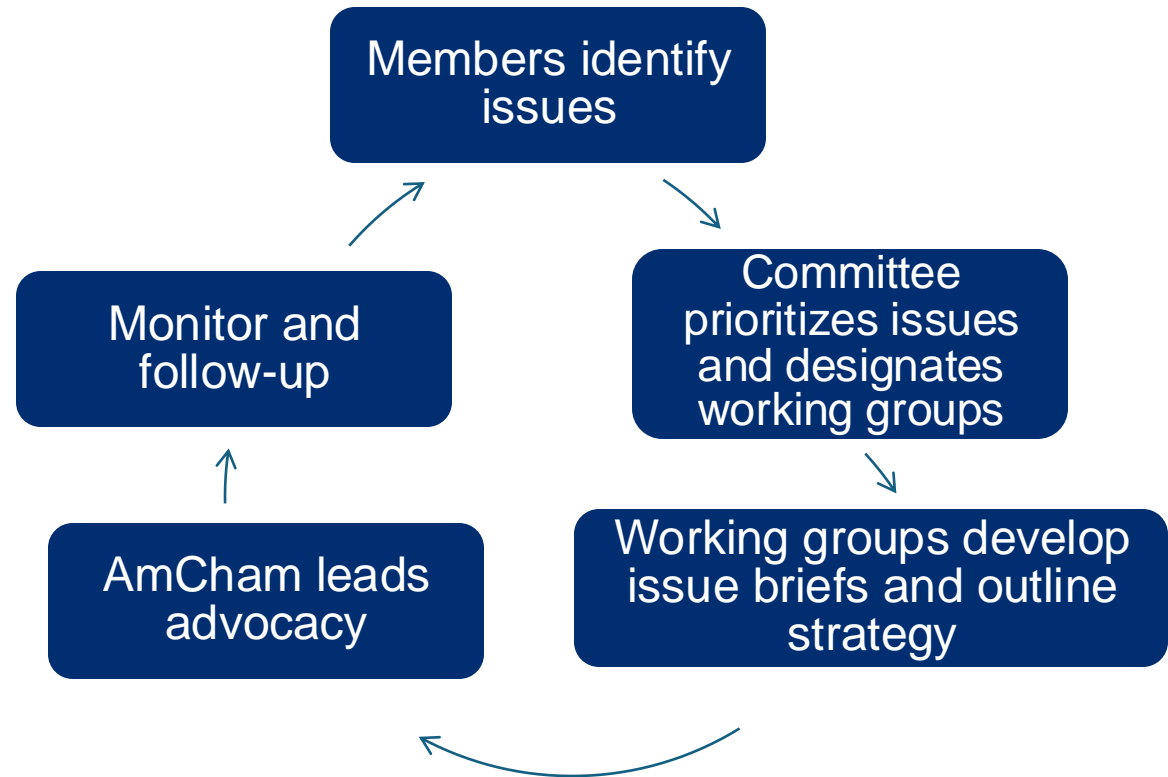 Members identify
issues
Committee
prioritizes issues
and designates
working groups
Working groups develop
issue briefs and outline
strategy
AmCham leads
advocacy
Monitor and
follow-up